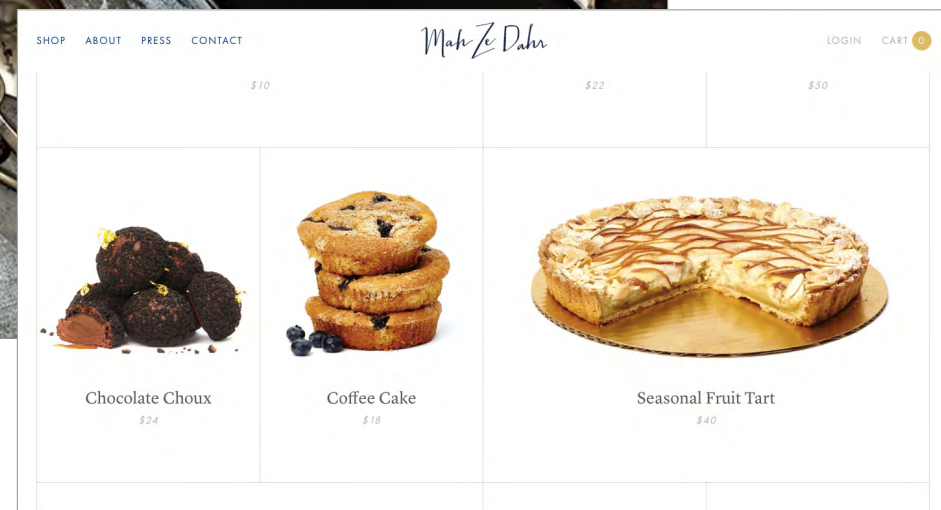 SHOP ABOUT PRESS CONTACT Mah Ze Dahr LOGIN CART 0
$10 $22 $50
Chocolate Choux Coffee Cake Seasonal Fruit Tart
$24 $18 $40